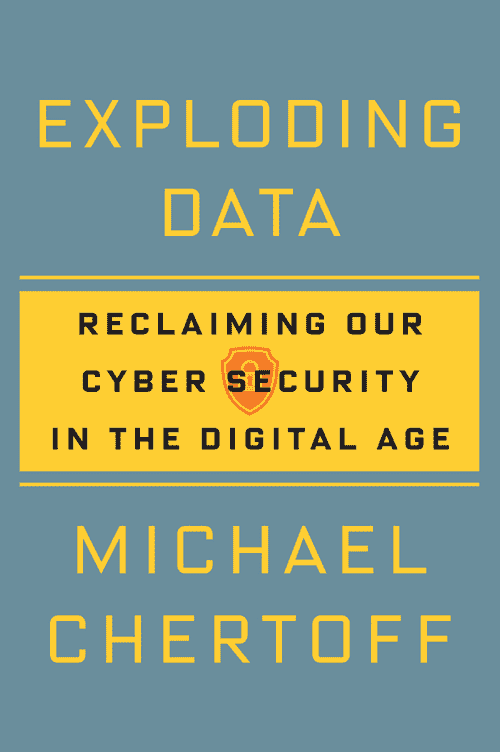 EXPLODING
DATA
RECLAIMING OUR
CYBER SECURITY
IN THE DIGITAL AGE
MICHAEL
CHERTOFF